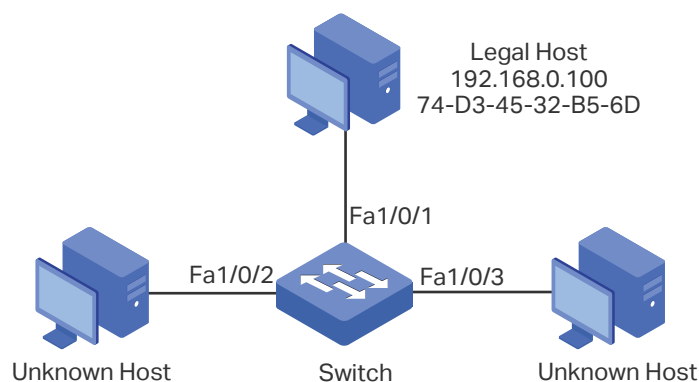 Legal Host
192.168.0.100
74-D3-45-32-B5-6D
Fa1/0/1
Fa1/0/2
Fa1/0/3
Unknown Host
Switch
Unknown Host